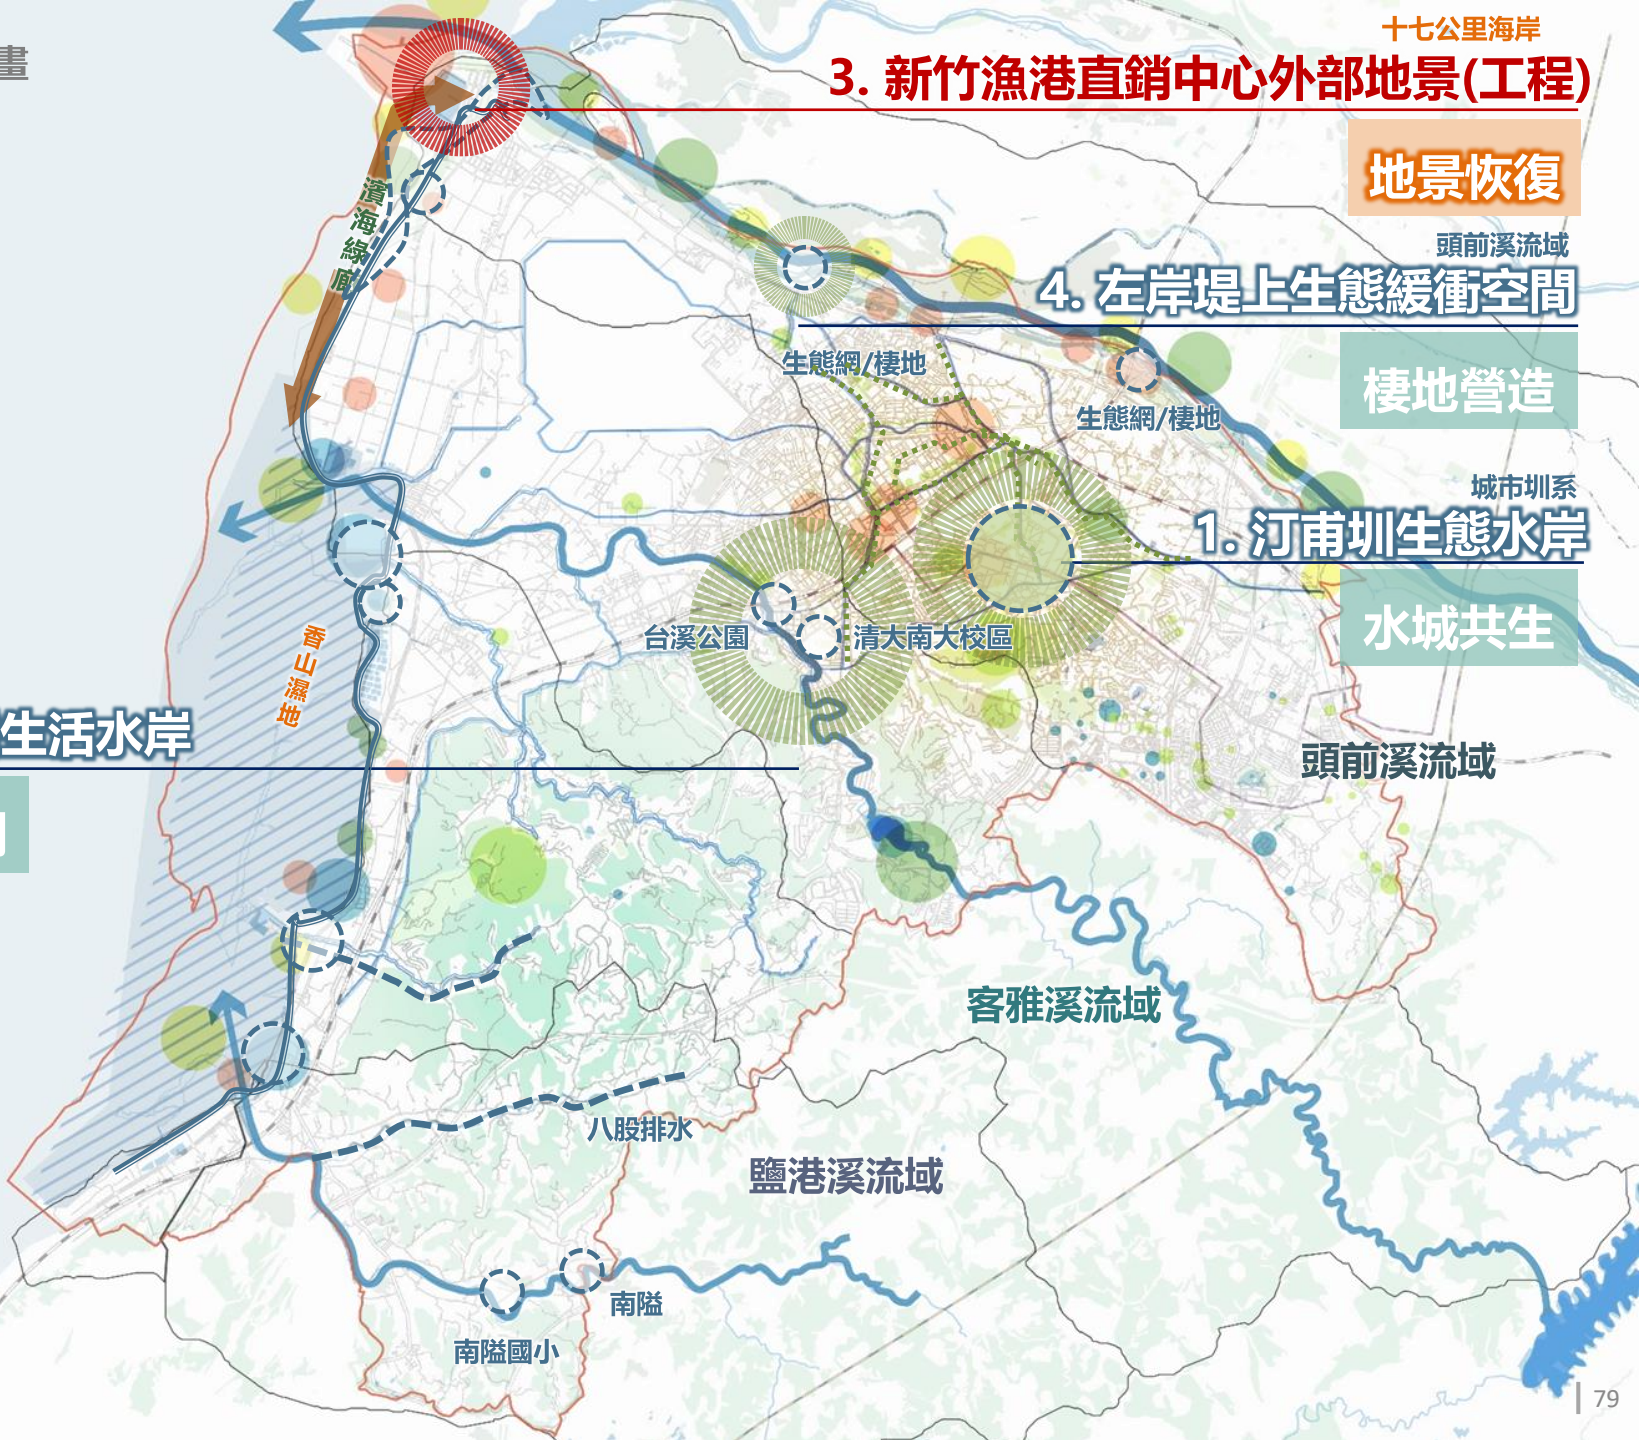 畫
十七公里海岸
3. 新竹漁港直銷中心外部地景(工程)
地景恢復
濱海綠廊
頭前溪流域
4. 左岸堤上生態緩衝空間
生態網/棲地
棲地營造
生態網/棲地
城市圳系
1. 汀甫圳生態水岸
水城共生
台溪公園
清大南大校區
香山濕地
生活水岸
頭前溪流域
客雅溪流域
八股排水
鹽港溪流域
南隘
南隘國小
79